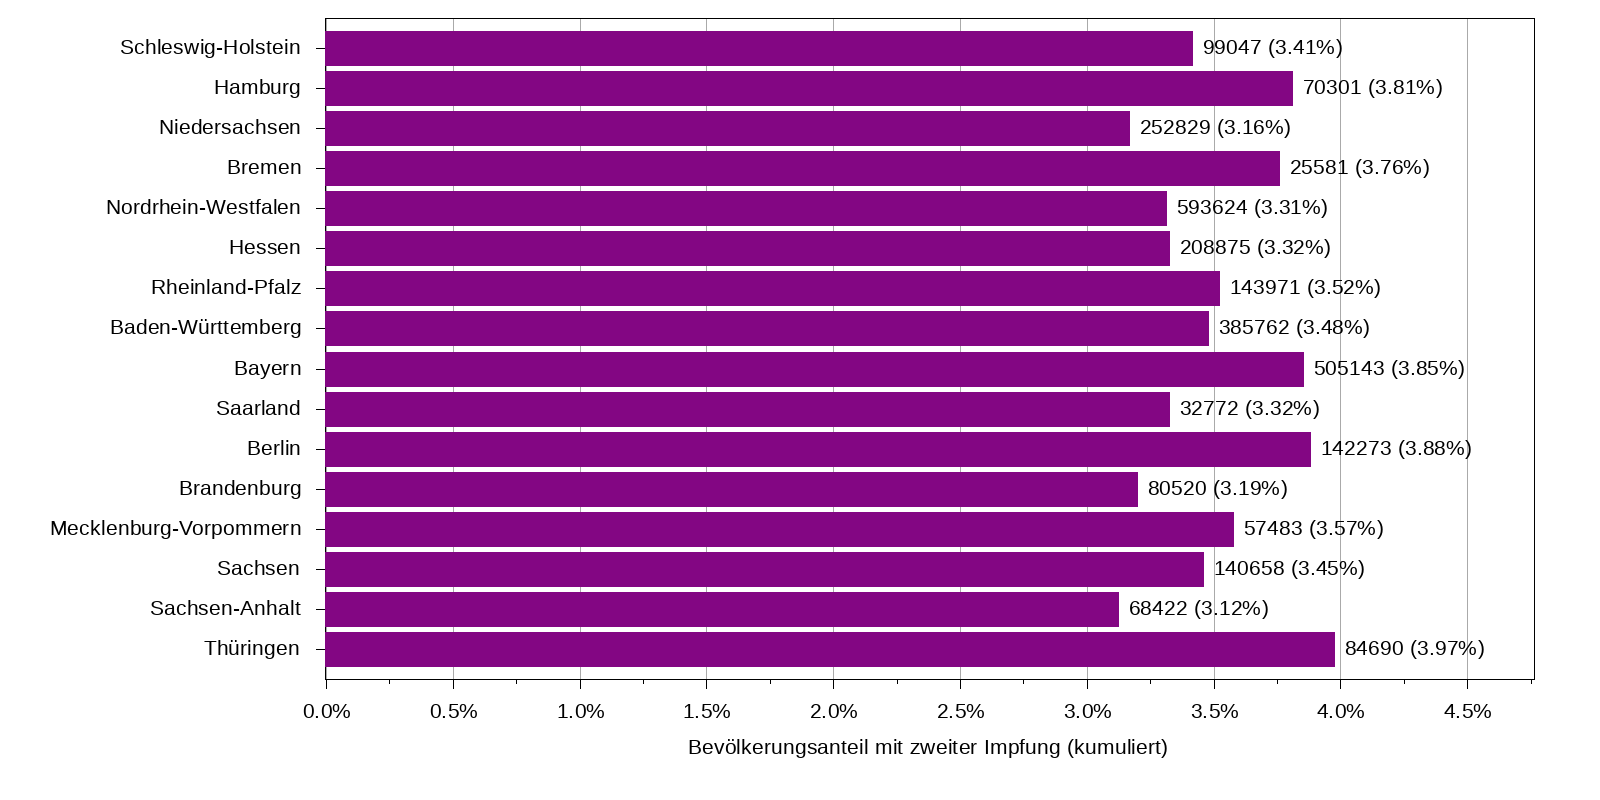 Schleswig-Holstein 99047 (3.41%)
Hamburg 70301 (3.81%)
Niedersachsen 252829 (3.16%)
Bremen 25581 (3.76%)
Nordrhein-Westfalen 593624 (3.31%)
Hessen 208875 (3.32%)
Rheinland-Pfalz 143971 (3.52%)
Baden-Württemberg 385762 (3.48%)
Bayern 505143 (3.85%)
Saarland 32772 (3.32%)
Berlin 142273 (3.88%)
Brandenburg 80520 (3.19%)
Mecklenburg-Vorpommern 57483 (3.57%)
Sachsen 140658 (3.45%)
Sachsen-Anhalt 68422 (3.12%)
Thüringen 84690 (3.97%)
0.0% 0.5% 1.0% 1.5% 2.0% 2.5% 3.0% 3.5% 4.0% 4.5%
Bevölkerungsanteil mit zweiter Impfung (kumuliert)